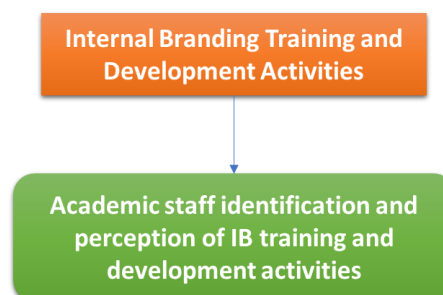 Internal Branding Training and
Development Activities
Academic staff identification and
perception of IB training and
development activities